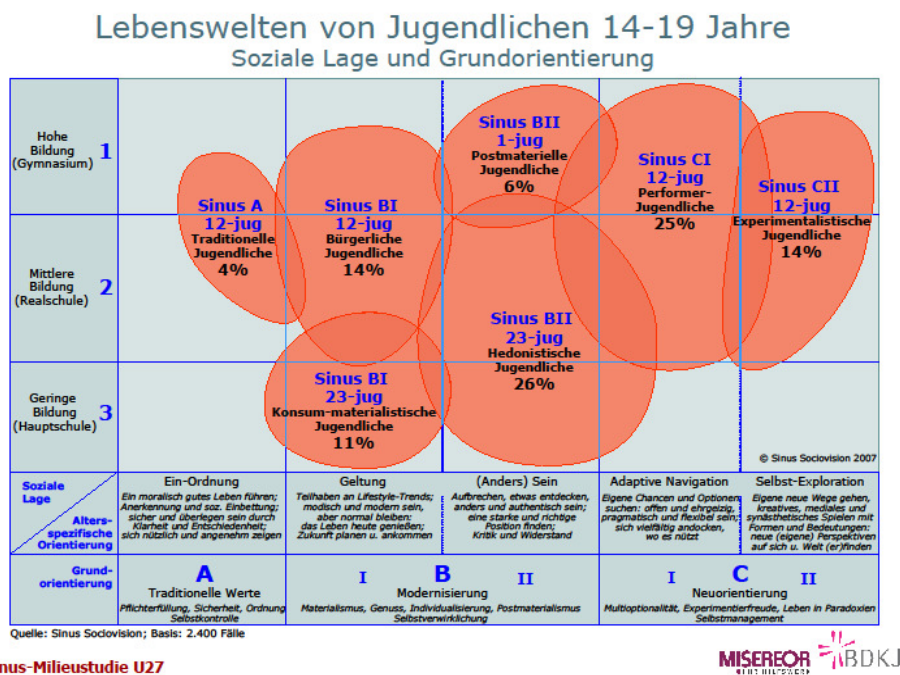 Lebenswelten von Jugendlichen 14-19 Jahre
Soziale Lage und Grundorientierung
Hohe
Bildung
(Gymnasium)
1
Mittlere
Bildung
(Realschule)
2
Geringe
Bildung
(Hauptschule)
3
Sinus A
12-jug
Traditionelle
Jugendliche
4%
Sinus BI
12-jug
Bürgerliche
Jugendliche
14%
Sinus BII
1-jug
Postmaterielle
Jugendliche
6%
Sinus CI
12-jug
Performer-
Jugendliche
25%
Sinus CII
12-jug
Experimentalistische
Jugendliche
14%
Sinus BI
23-jug
Konsum-materialistische
Jugendliche
11%
Sinus BII
23-jug
Hedonistische
Jugendliche
26%
© Sinus Sociovision 2007
Soziale
Lage
Alters-
spezifische
Orientierung
Ein-Ordnung
Ein moralisch gutes Leben führen;
Anerkennung und soz. Einbettung;
sicher und überlegen sein durch
Klarheit und Entschiedenheit;
sich nützlich und angenehm zeigen
Geltung
Teilhaben an Lifestyle-Trends;
modisch und modern sein,
aber normal bleiben:
das Leben heute genießen;
Zukunft planen u. ankommen
(Anders) Sein
Aufbrechen, etwas entdecken,
anders und authentisch sein;
eine starke und richtige
Position finden;
Kritik und Widerstand
Adaptive Navigation
Eigene Chancen und Optionen
suchen: offen und ehrgeizig,
pragmatisch und flexibel sein;
sich vielfältig andocken,
wo es nützt
Selbst-Exploration
Eigene neue Wege gehen,
kreatives, mediales und
synästhetisches Spielen mit
Formen und Bedeutungen:
neue (eigene) Perspektiven
auf sich u. Welt (er)finden
Grund-
orientierung
A
Traditionelle Werte
Pflichterfüllung, Sicherheit, Ordnung
Selbstkontrolle
I B II
Modernisierung
Materialismus, Genuss, Individualisierung, Postmaterialismus
Selbstverwirklichung
I C II
Neuorientierung
Multioptionalität, Experimentierfreude, Leben in Paradoxien
Selbstmanagement
Quelle: Sinus Sociovision; Basis: 2.400 Fälle
nus-Milieustudie U27
MISEREOR
BDKJ